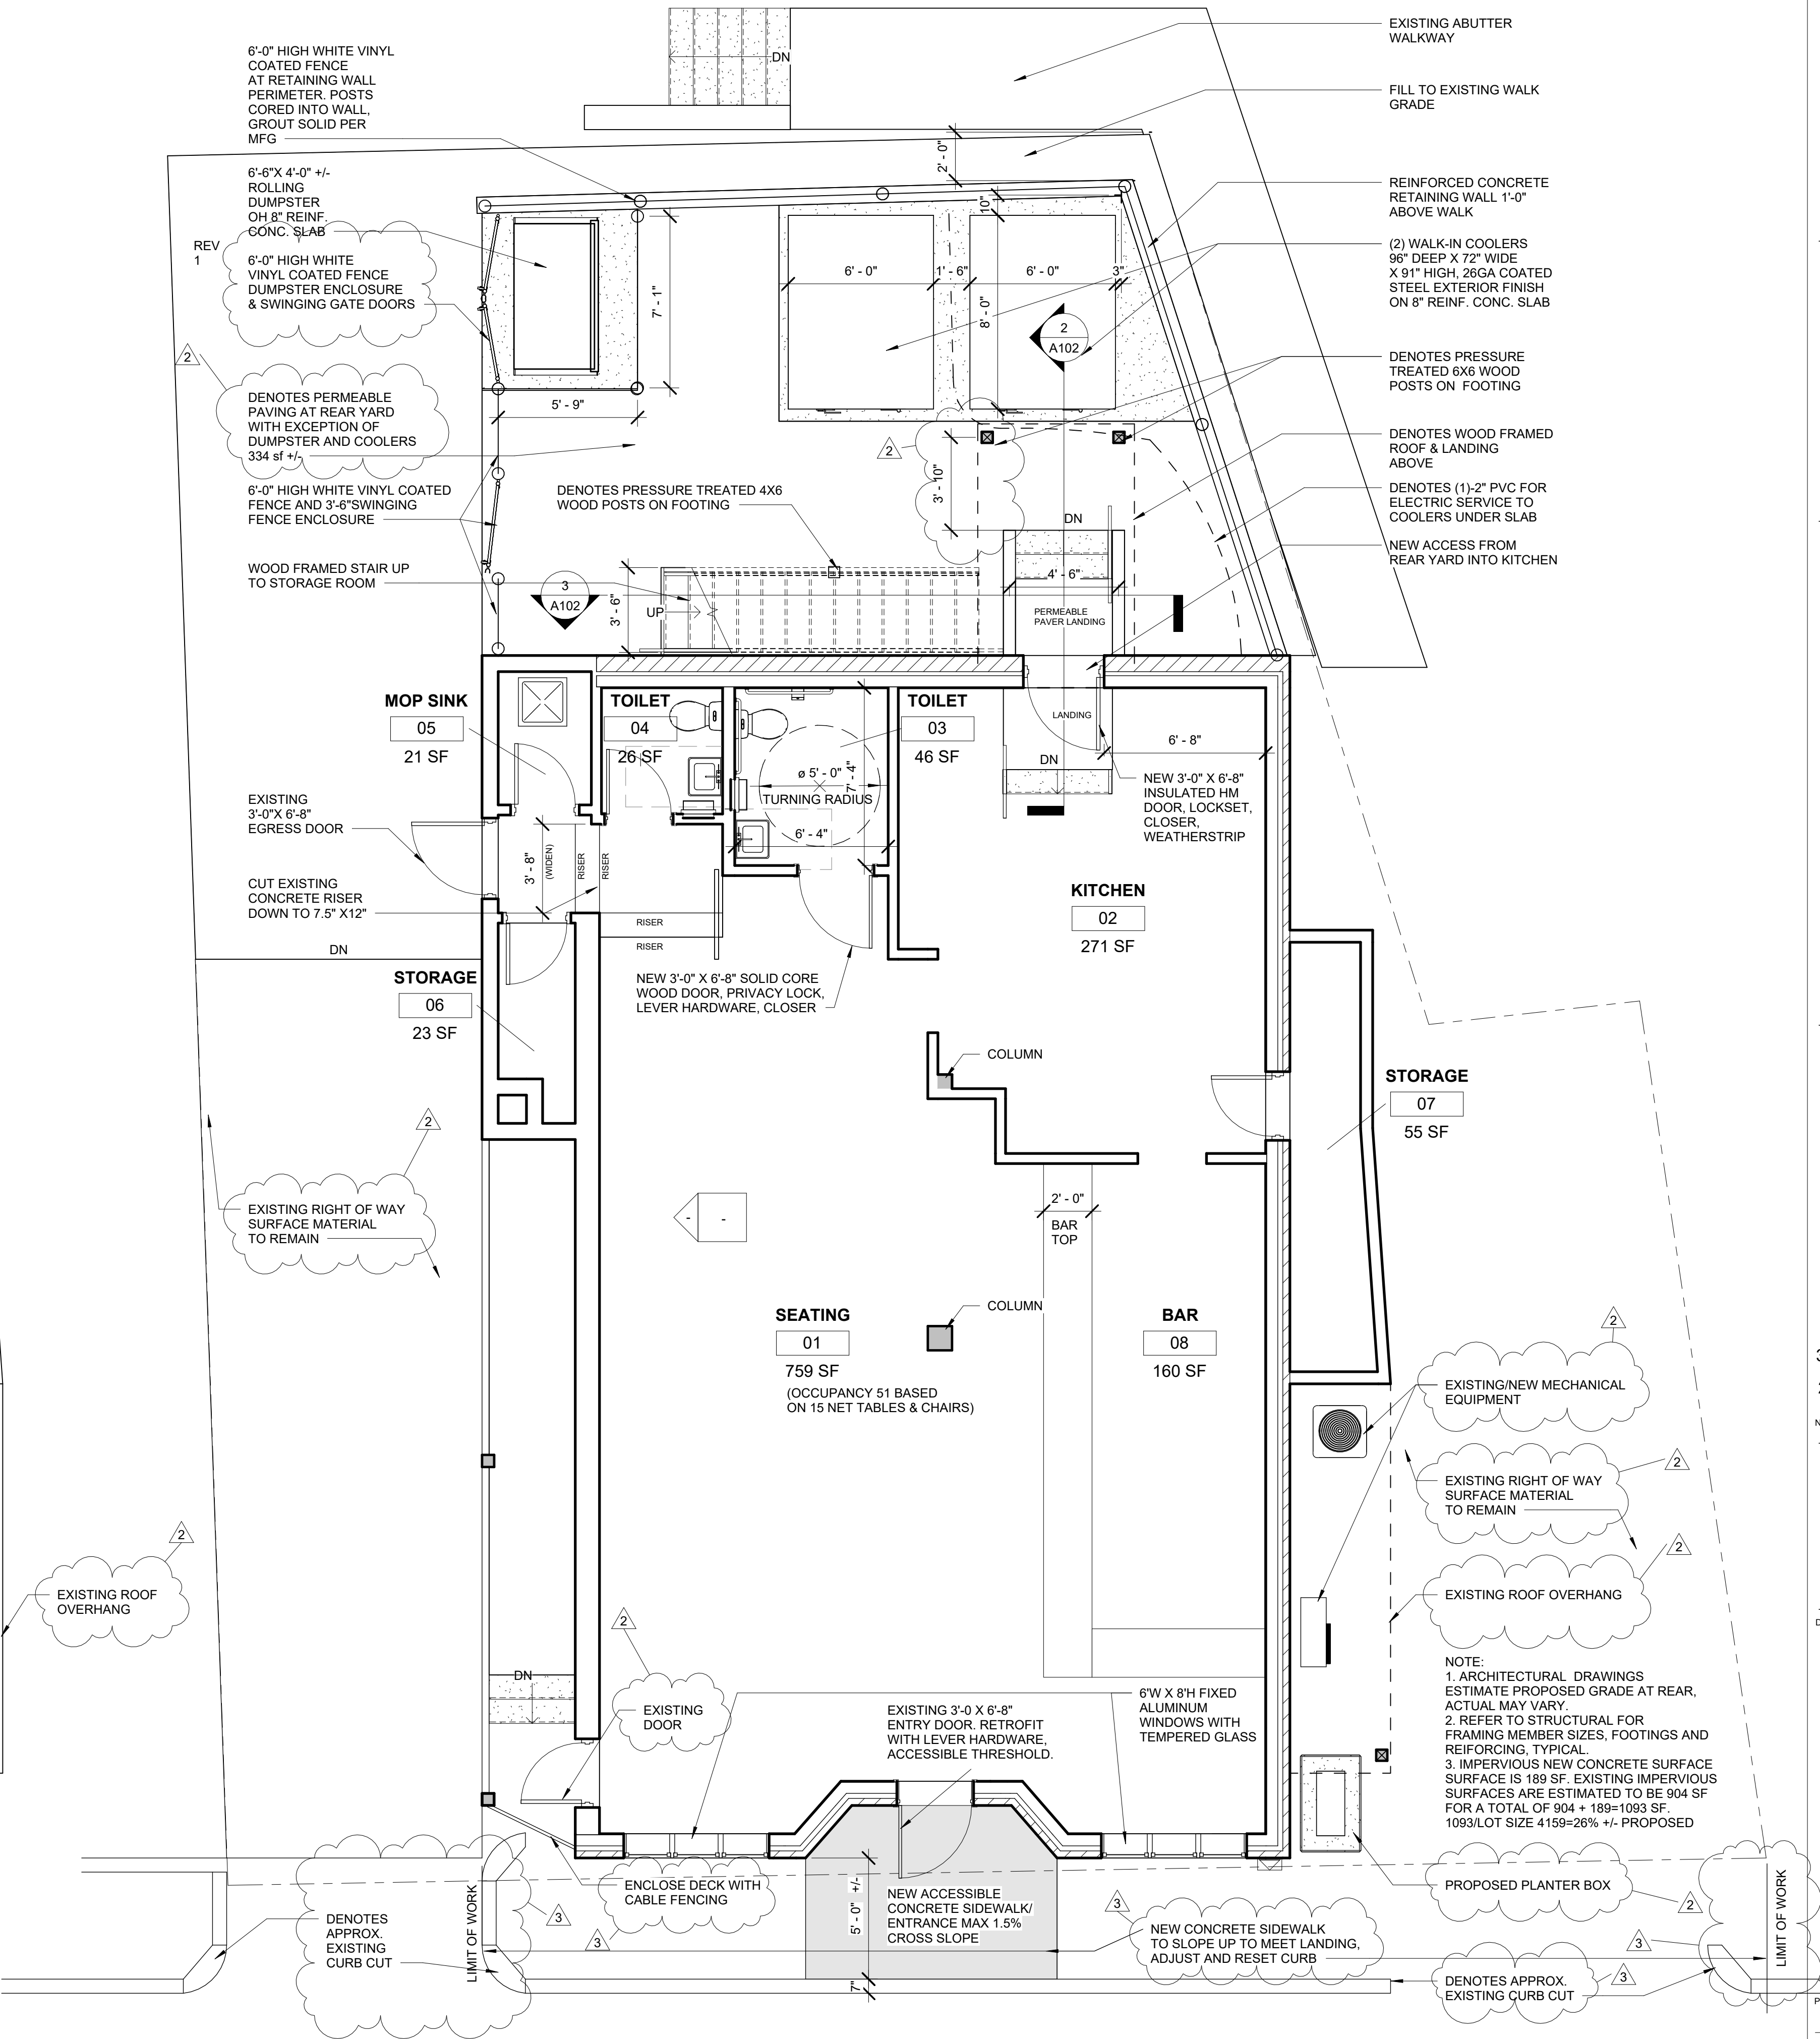 EXISTING ABUTTER
WALKWAY
DN
6'-0" HIGH WHITE VINYL
COATED FENCE
AT RETAINING WALL
PERIMETER. POSTS
CORED INTO WALL,
GROUT SOLID PER
MFG
FILL TO EXISTING WALK
GRADE
2' - 0"
6'-6"X 4'-0" +/-
ROLLING
DUMPSTER
OH 8" REINF.
CONC. SLAB
REINFORCED CONCRETE
RETAINING WALL 1'-0"
ABOVE WALK
10"
REV
1
6'-0" HIGH WHITE
VINYL COATED FENCE
DUMPSTER ENCLOSURE
& SWINGING GATE DOORS
(2) WALK-IN COOLERS
96" DEEP X 72" WIDE
X 91" HIGH, 26GA COATED
STEEL EXTERIOR FINISH
ON 8" REINF. CONC. SLAB
6' - 0"
1' - 6"
6' - 0"
3"
7' - 1"
8' - 0"
2
A102
2
DENOTES PRESSURE
TREATED 6X6 WOOD
POSTS ON  FOOTING
DENOTES PERMEABLE
PAVING AT REAR YARD
WITH EXCEPTION OF
DUMPSTER AND COOLERS
334 sf +/-
5' - 9"
DENOTES WOOD FRAMED
ROOF & LANDING
ABOVE
2
3' - 10"
6'-0" HIGH WHITE VINYL COATED
FENCE AND 3'-6"SWINGING
FENCE ENCLOSURE
DENOTES PRESSURE TREATED 4X6
WOOD POSTS ON FOOTING
DENOTES (1)-2" PVC FOR
ELECTRIC SERVICE TO
COOLERS UNDER SLAB
DN
NEW ACCESS FROM
REAR YARD INTO KITCHEN
WOOD FRAMED STAIR UP
TO STORAGE ROOM
3
A102
3' - 6"
UP
4' - 6"
PERMEABLE
PAVER LANDING
MOP SINK
05
21 SF
TOILET
04
26 SF
TOILET
03
46 SF
LANDING
6' - 8"
DN
ø 5' - 0"
TURNING RADIUS
7' - 4"
6' - 4"
NEW 3'-0" X 6'-8"
INSULATED HM
DOOR, LOCKSET,
CLOSER,
WEATHERSTRIP
EXISTING
3'-0"X 6'-8"
EGRESS DOOR
3' - 8"
(WIDEN)
RISER
RISER
CUT EXISTING
CONCRETE RISER
DOWN TO 7.5" X12"
RISER
RISER
KITCHEN
02
271 SF
DN
STORAGE
06
23 SF
NEW 3'-0" X 6'-8" SOLID CORE
WOOD DOOR, PRIVACY LOCK,
LEVER HARDWARE, CLOSER
COLUMN
STORAGE
07
55 SF
2
EXISTING RIGHT OF WAY
SURFACE MATERIAL
TO REMAIN
-
-
2' - 0"
BAR
TOP
COLUMN
SEATING
01
759 SF
(OCCUPANCY 51 BASED
ON 15 NET TABLES & CHAIRS)
BAR
08
160 SF
2
EXISTING/NEW MECHANICAL
EQUIPMENT
2
EXISTING RIGHT OF WAY
SURFACE MATERIAL
TO REMAIN
2
EXISTING ROOF OVERHANG
2
EXISTING ROOF
OVERHANG
2
EXISTING
DOOR
DN
EXISTING 3'-0 X 6'-8"
ENTRY DOOR. RETROFIT
WITH LEVER HARDWARE,
ACCESSIBLE THRESHOLD.
6'W X 8'H FIXED
ALUMINUM
WINDOWS WITH
TEMPERED GLASS
NOTE:
1. ARCHITECTURAL  DRAWINGS
ESTIMATE PROPOSED GRADE AT REAR,
ACTUAL MAY VARY.
2. REFER TO STRUCTURAL FOR
FRAMING MEMBER SIZES, FOOTINGS AND
REIFORCING, TYPICAL.
3. IMPERVIOUS NEW CONCRETE SURFACE
SURFACE IS 189 SF. EXISTING IMPERVIOUS
SURFACES ARE ESTIMATED TO BE 904 SF
FOR A TOTAL OF 904 + 189=1093 SF.
1093/LOT SIZE 4159=26% +/- PROPOSED
ENCLOSE DECK WITH
CABLE FENCING
3
PROPOSED PLANTER BOX
2
DENOTES
APPROX.
EXISTING
CURB CUT
LIMIT OF WORK
3
5' - 0"  +/-
7"
NEW ACCESSIBLE
CONCRETE SIDEWALK/
ENTRANCE MAX 1.5%
CROSS SLOPE
3
NEW CONCRETE SIDEWALK
TO SLOPE UP TO MEET LANDING,
ADJUST AND RESET CURB
3
DENOTES APPROX.
EXISTING CURB CUT
3
LIMIT OF WORK